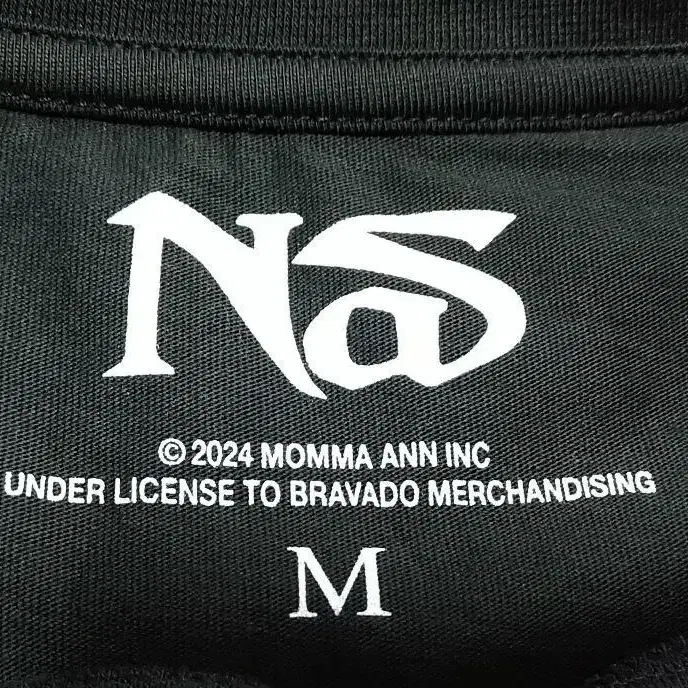 Nas
© 2024 MOMMA ANN INC
UNDER LICENSE TO BRAVADO MERCHANDISING
M